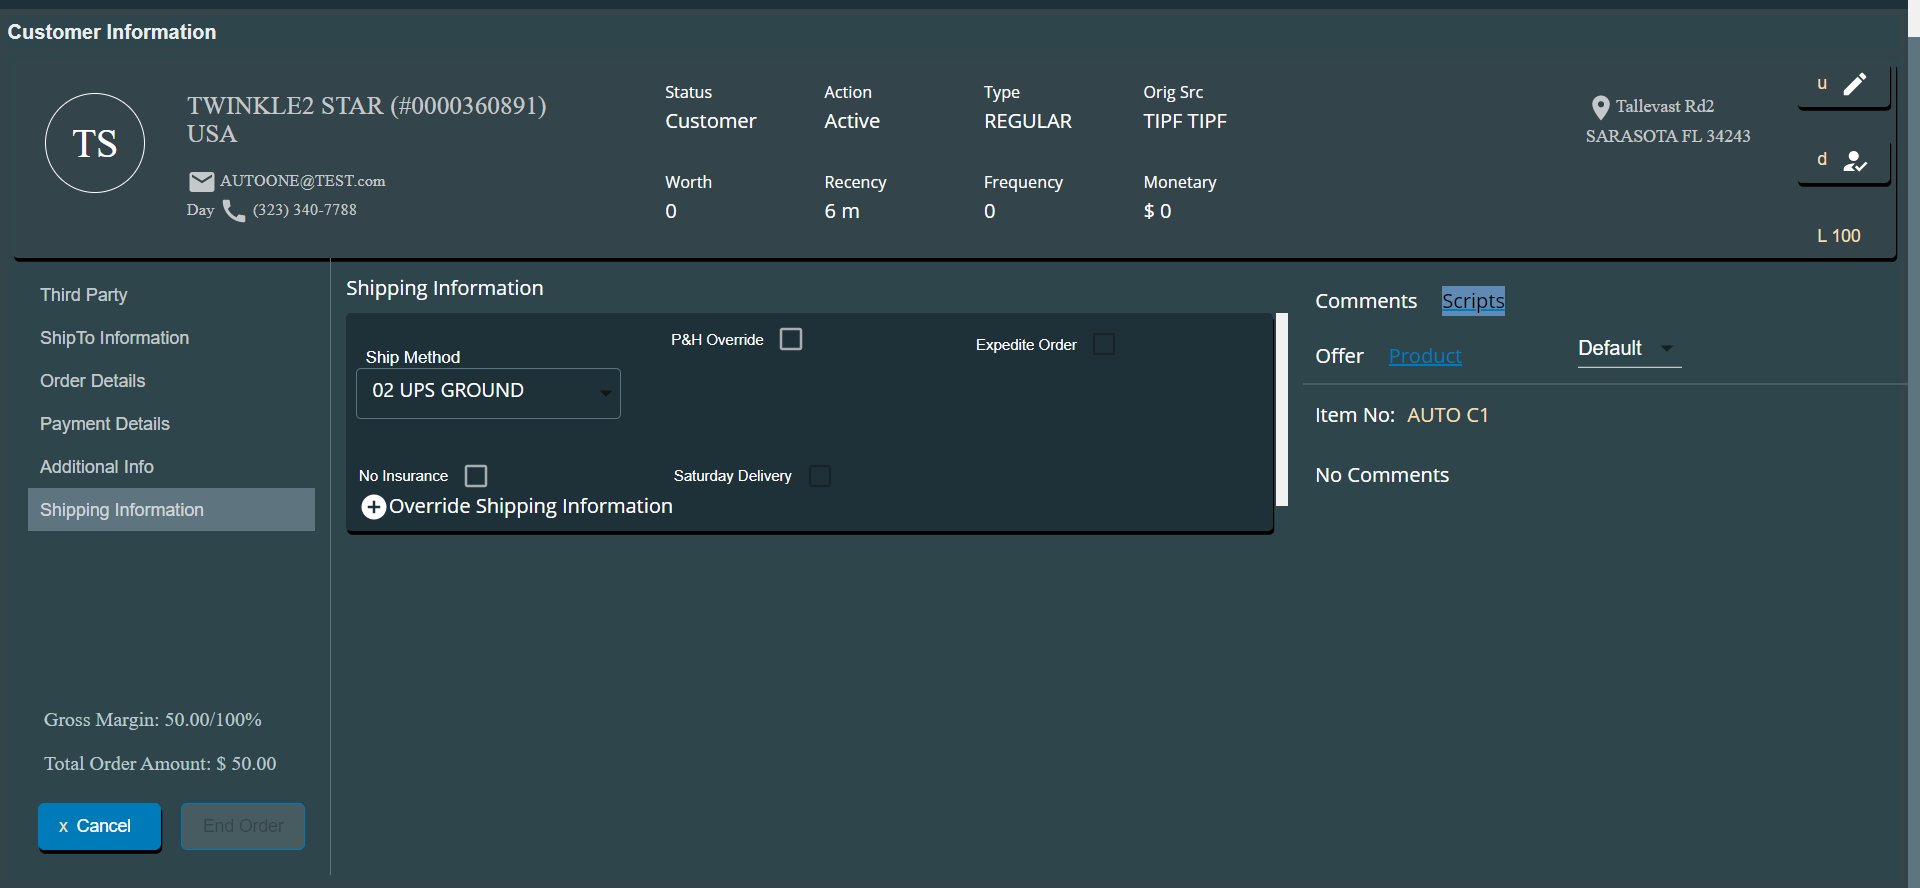 Customer Information
TS
TWINKLE2 STAR (#0000360891)
USA
AUTOONE@TEST.com
Day (323) 340-7788
Status
Customer
Action
Active
Type
REGULAR
Orig Src
TIPF TIPF
Worth
0
Recency
6 m
Frequency
0
Monetary
$ 0
Tallevast Rd2
SARASOTA FL 34243
u
d
L 100
Third Party
ShipTo Information
Order Details
Payment Details
Additional Info
Shipping Information
Gross Margin: 50.00/100%
Total Order Amount: $ 50.00
x Cancel
End Order
Shipping Information
Ship Method
02 UPS GROUND
P&H Override
Expedite Order
No Insurance
Saturday Delivery
Override Shipping Information
Comments Scripts
Offer Product Default
Item No: AUTO C1
No Comments